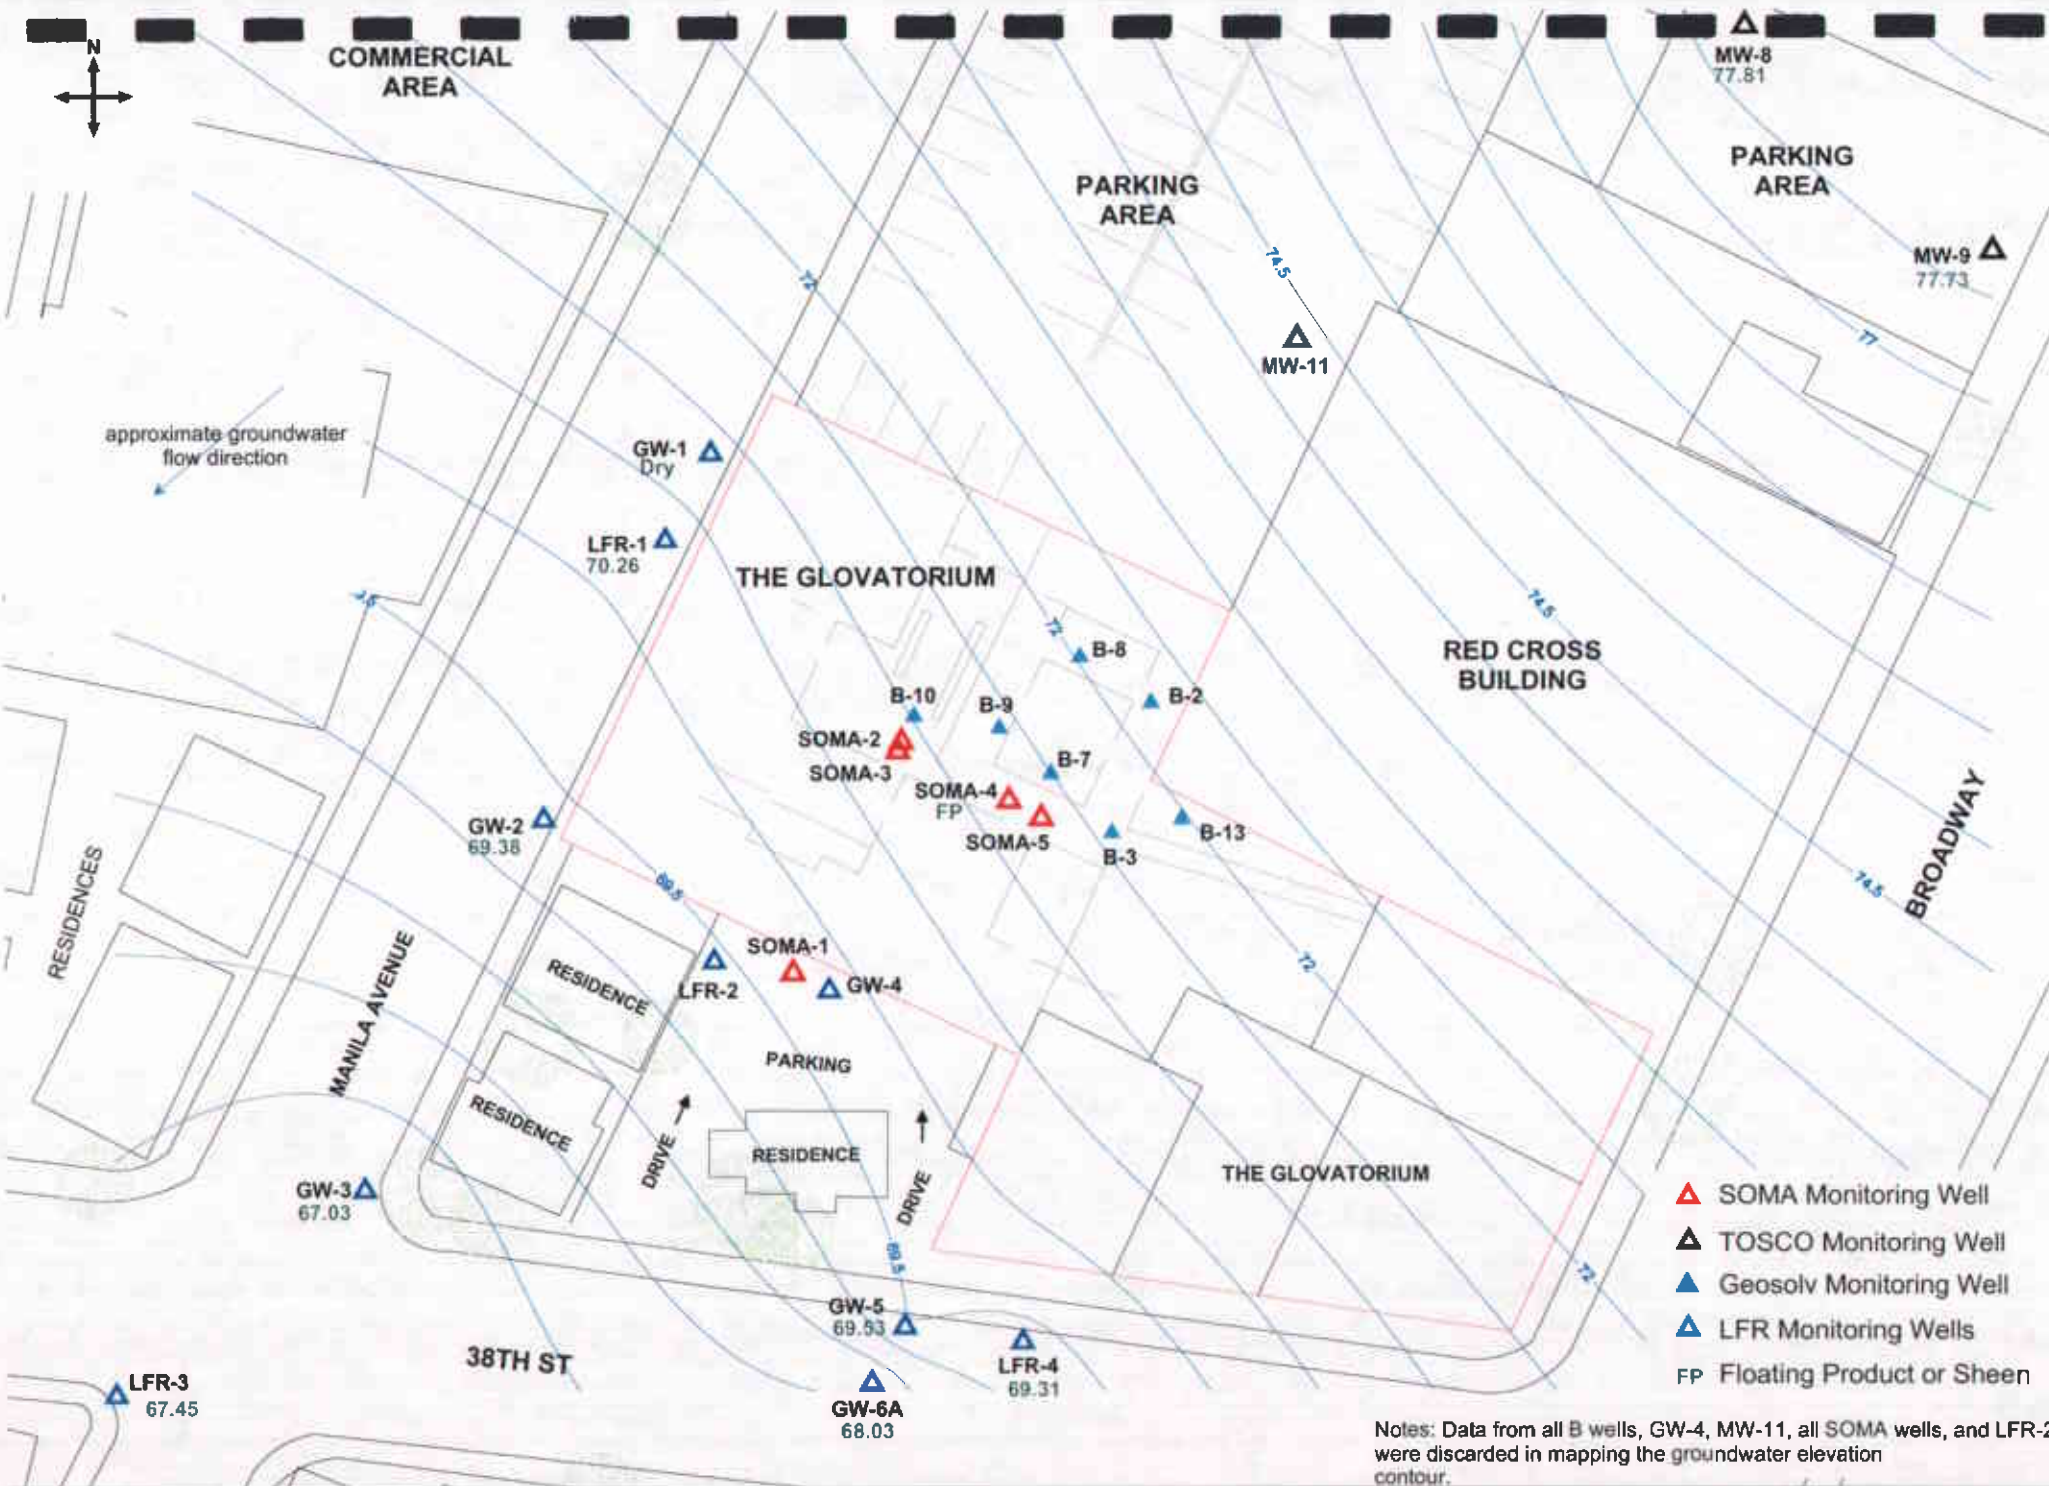 N
COMMERCIAL
AREA
MW-8
77.81
PARKING
AREA
PARKING
AREA
MW-9
77.73
74.5
72
77
MW-11
approximate groundwater
flow direction
GW-1
Dry
LFR-1
70.26
THE GLOVATORIUM
74.5
72
B-8
RED CROSS
BUILDING
B-10
B-9
B-2
SOMA-2
SOMA-3
B-7
SOMA-4
FP
SOMA-5
B-3
B-13
GW-2
69.38
69.5
74.5
BROADWAY
RESIDENCES
MANILA AVENUE
RESIDENCE
LFR-2
SOMA-1
GW-4
72
PARKING
RESIDENCE
DRIVE
RESIDENCE
DRIVE
THE GLOVATORIUM
GW-3
67.03
69.5
72
GW-5
69.93
38TH ST
LFR-4
69.31
LFR-3
67.45
GW-6A
68.03
SOMA Monitoring Well
TOSCO Monitoring Well
Geosolv Monitoring Well
LFR Monitoring Wells
FP Floating Product or Sheen
Notes: Data from all B wells, GW-4, MW-11, all SOMA wells, and LFR-2
were discarded in mapping the groundwater elevation
contour.